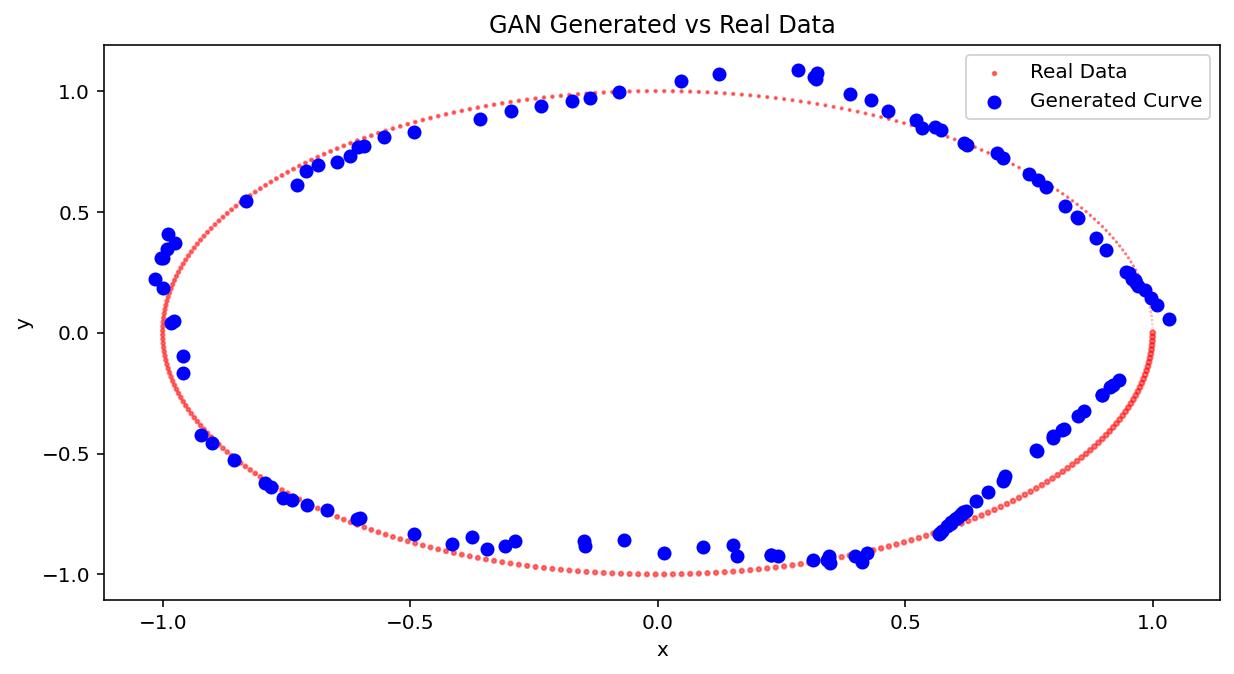 GAN Generated vs Real Data
Real Data
Generated Curve
1.0
0.5
0.0
−0.5
−1.0
y
−1.0 −0.5 0.0 0.5 1.0
x